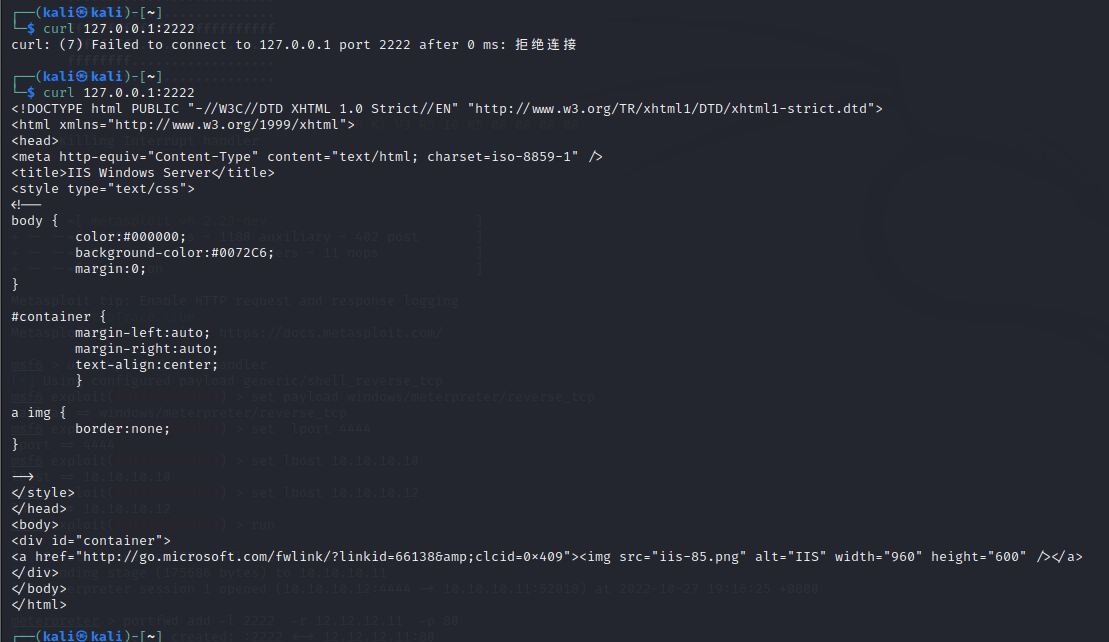 ┌──(kali㉿kali)-[~]
└─$ curl 127.0.0.1:2222
curl: (7) Failed to connect to 127.0.0.1 port 2222 after 0 ms: 拒绝连接
┌──(kali㉿kali)-[~]
└─$ curl 127.0.0.1:2222
<!DOCTYPE html PUBLIC "-//W3C//DTD XHTML 1.0 Strict//EN" "http://www.w3.org/TR/xhtml1/DTD/xhtml1-strict.dtd">
<html xmlns="http://www.w3.org/1999/xhtml">
<head>
<meta http-equiv="Content-Type" content="text/html; charset=iso-8859-1" />
<title>IIS Windows Server</title>
<style type="text/css">
<!--
body {
        color:#000000;
        background-color:#0072C6;
        margin:0;
}
#container {
        margin-left:auto;
        margin-right:auto;
        text-align:center;
        }
a img {
        border:none;
}
-->
</style>
</head>
<body>
<div id="container">
<a href="http://go.microsoft.com/fwlink/?linkid=66138&amp;clcid=0x409"><img src="iis-85.png" alt="IIS" width="960" height="600" /></a>
</div>
</body>
</html>
┌──(kali㉿kali)-[~]